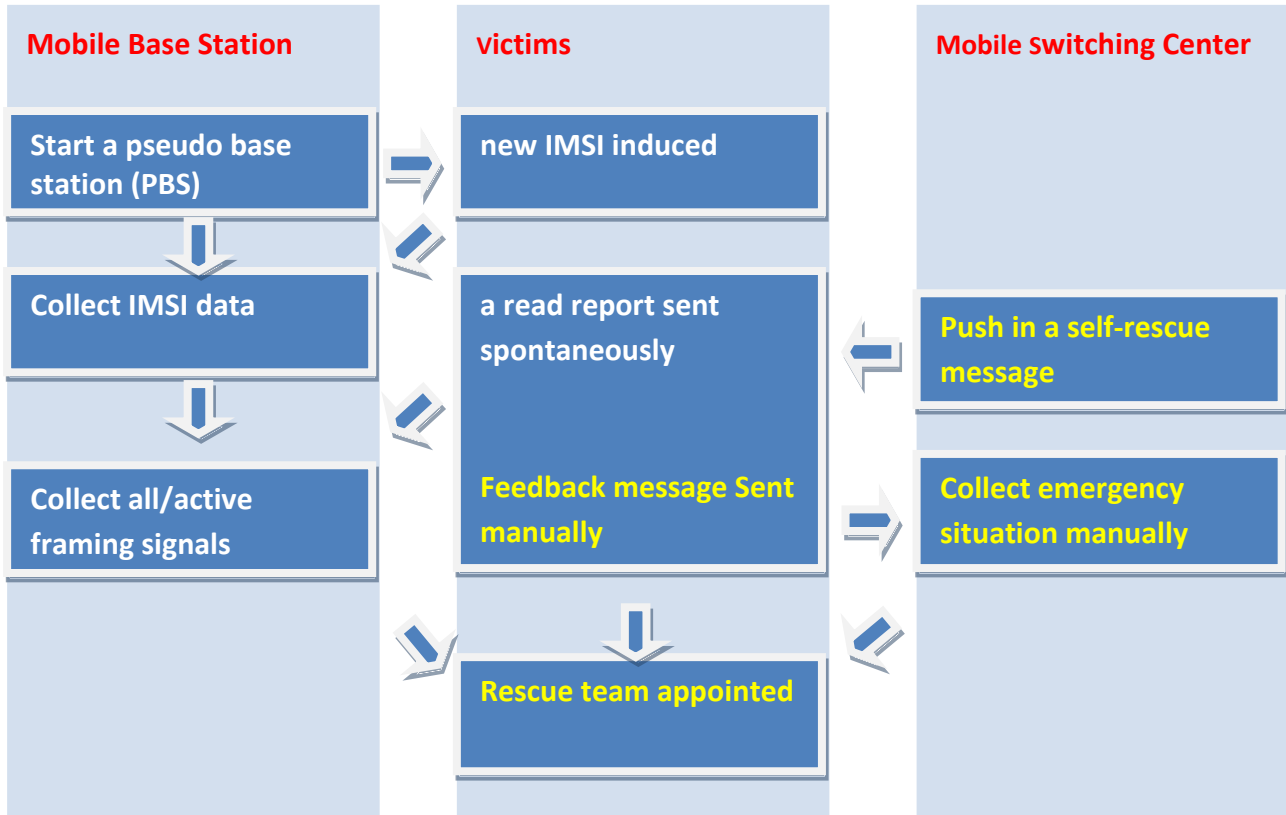 Mobile Base Station
Start a pseudo base
station (PBS)
Collect IMSI data
Collect all/active
framing signals
Victims
new IMSI induced
a read report sent
spontaneously
Feedback message Sent
manually
Rescue team appointed
Mobile Switching Center
Push in a self-rescue
message
Collect emergency
situation manually